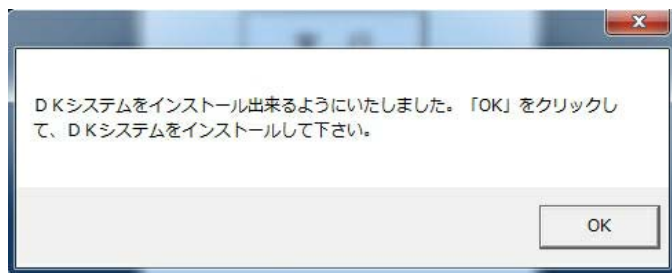 ＤＫシステムをインストール出来るようにいたしました。「OK」をクリックし
て、ＤＫシステムをインストールして下さい。
OK